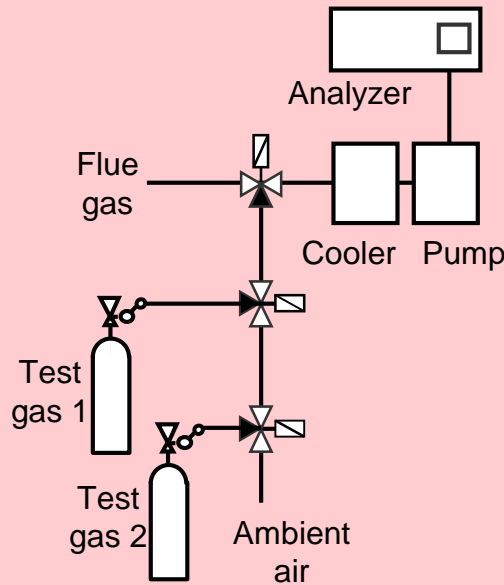 Analyzer
Flue
gas
Cooler
Pump
Test
gas 1
Test
gas 2
Ambient
air